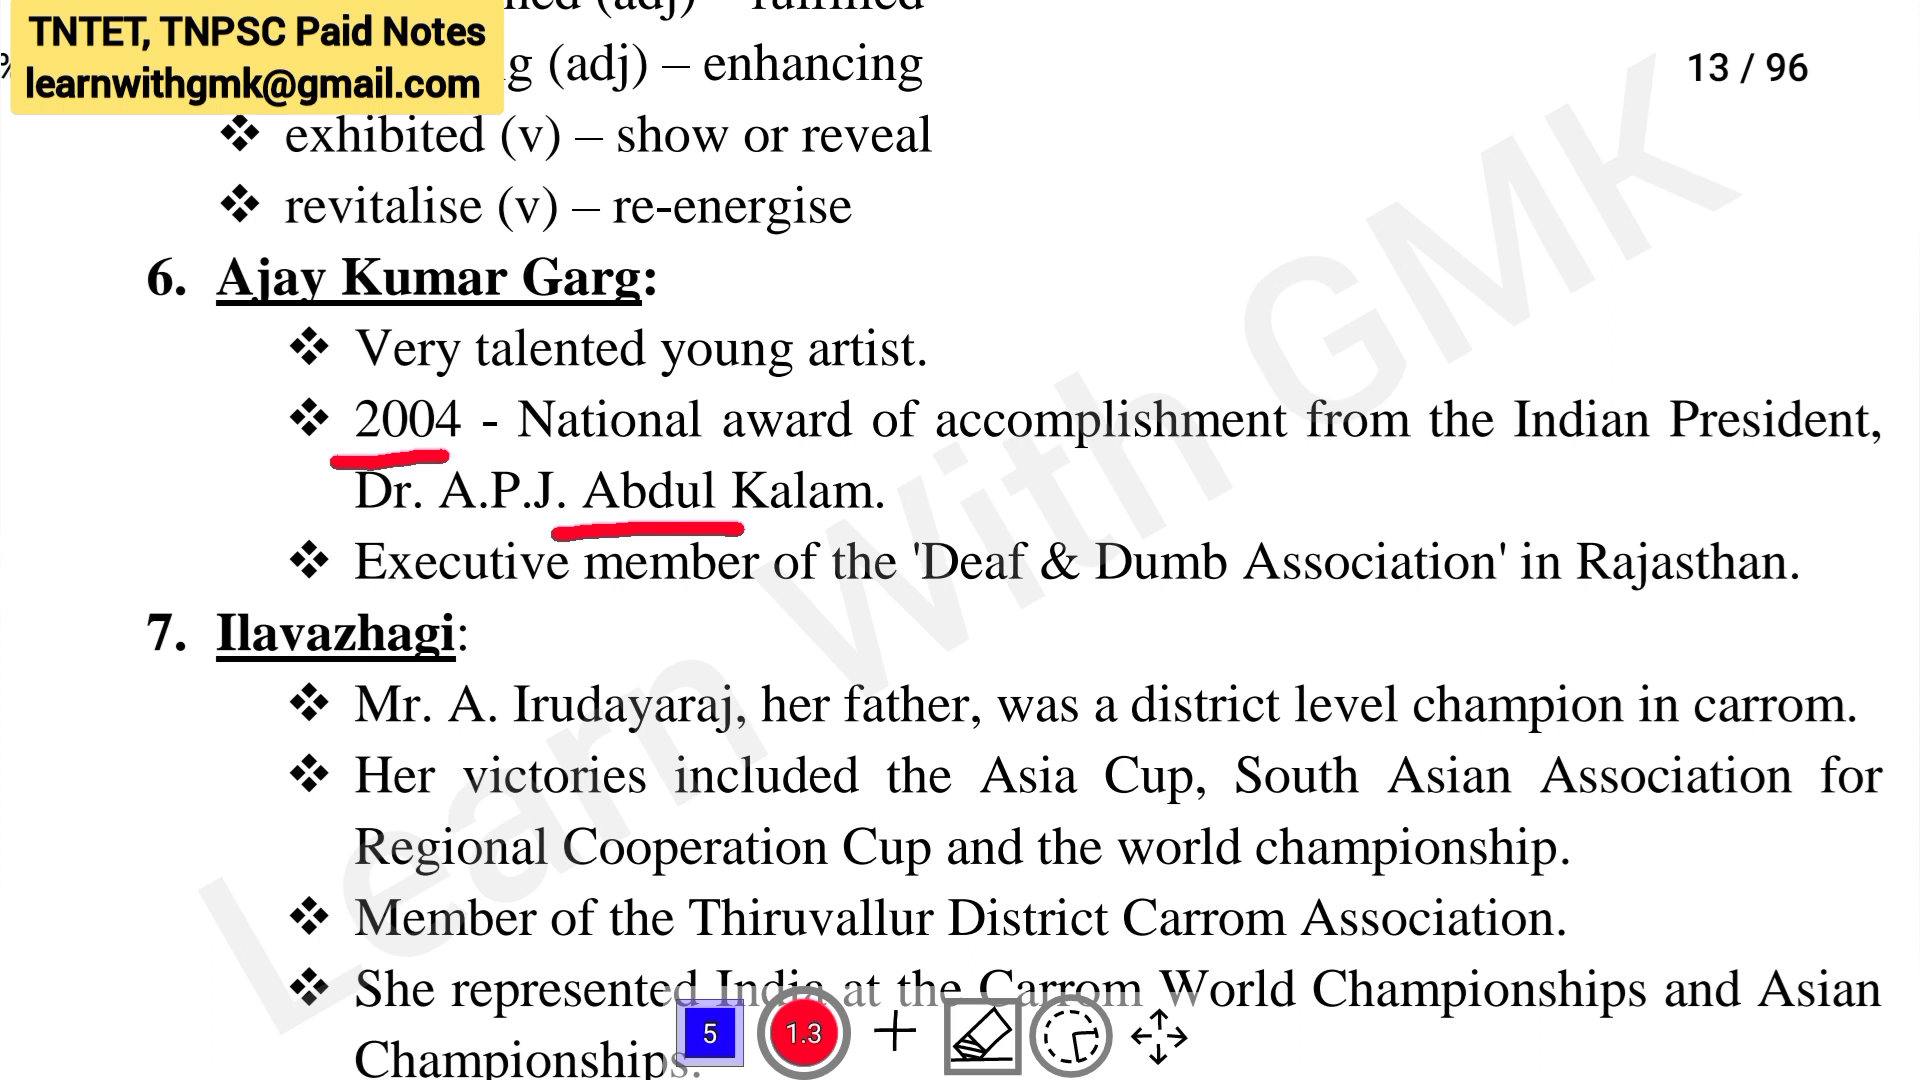 TNTET, TNPSC Paid Notes
learnwithgmk@gmail.com
13 / 96
(adj) – fulfilled
g (adj) – enhancing
❖ exhibited (v) – show or reveal
❖ revitalise (v) – re-energise
6. Ajay Kumar Garg:
❖ Very talented young artist.
❖ 2004 - National award of accomplishment from the Indian President,
Dr. A.P.J. Abdul Kalam.
❖ Executive member of the 'Deaf & Dumb Association' in Rajasthan.
7. Ilavazhagi:
❖ Mr. A. Irudayaraj, her father, was a district level champion in carrom.
❖ Her victories included the Asia Cup, South Asian Association for
Regional Cooperation Cup and the world championship.
❖ Member of the Thiruvallur District Carrom Association.
❖ She represented India at the Carrom World Championships and Asian
Championships.
5 1.3
Learn With GMK